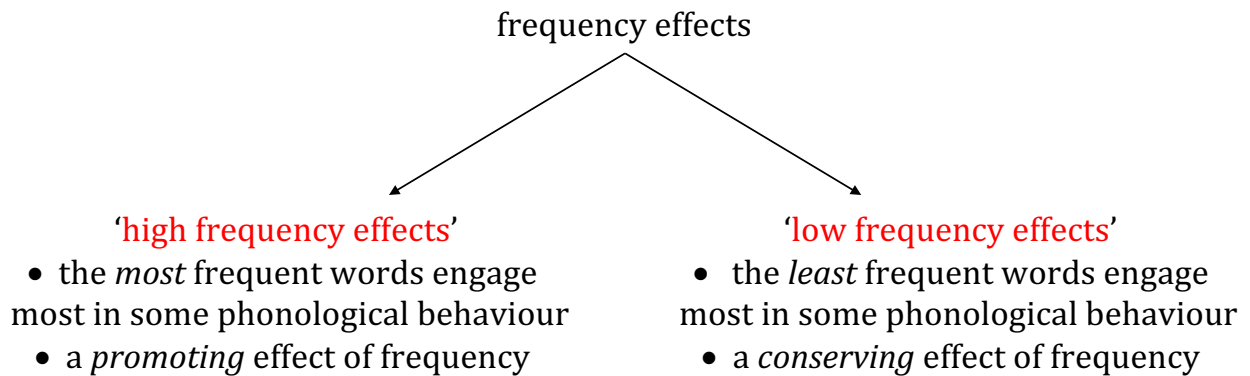 frequency effects
‘high frequency effects’
• the most frequent words engage
most in some phonological behaviour
• a promoting effect of frequency
‘low frequency effects’
• the least frequent words engage
most in some phonological behaviour
• a conserving effect of frequency